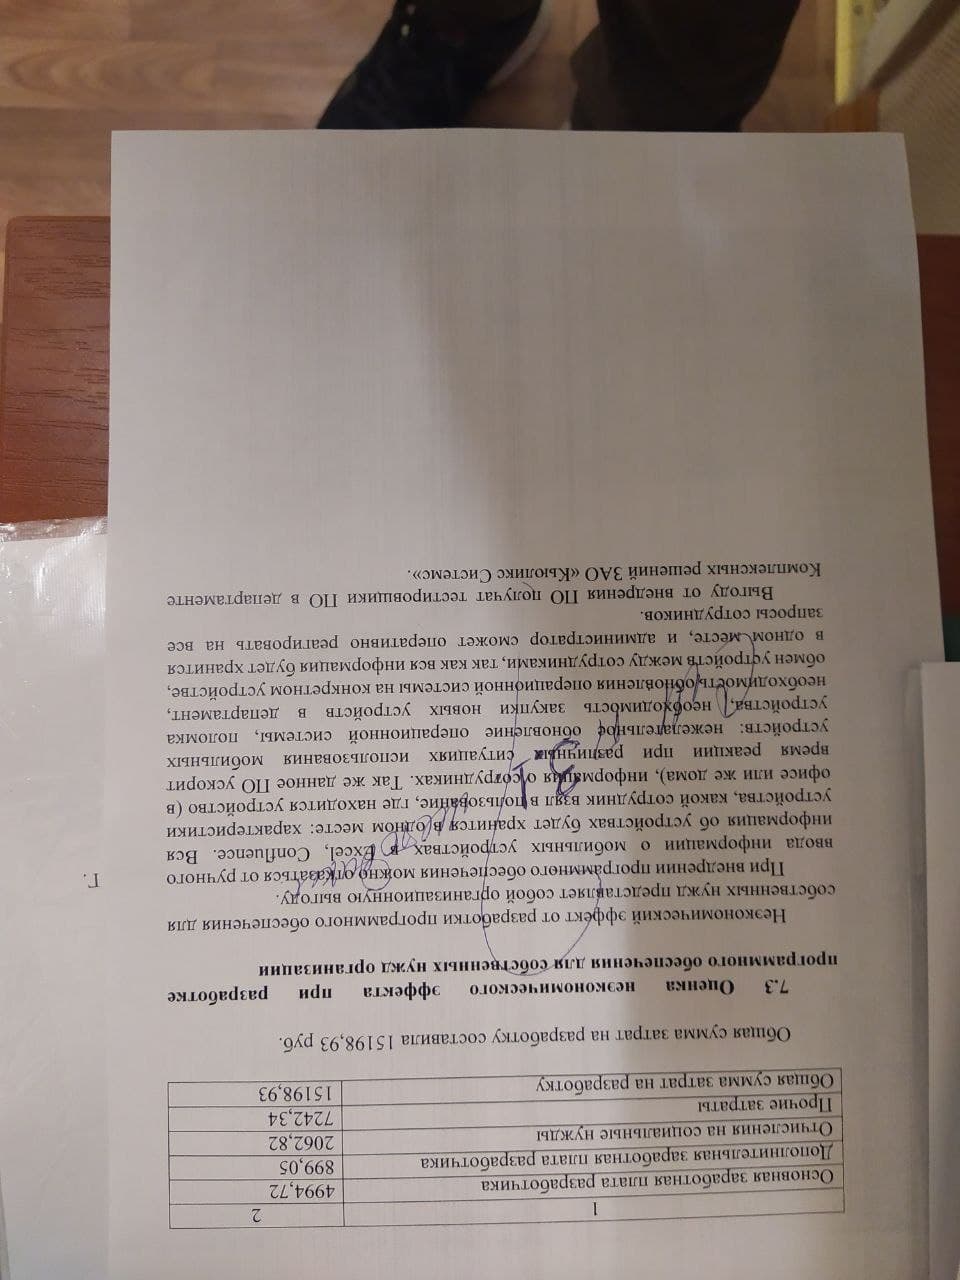 1 2
Основная заработная плата разработчика 4994,72
Дополнительная заработная плата разработчика 899,05
Отчисления на социальные нужды 2062,82
Прочие затраты 7242,34
Общая сумма затрат на разработку 15198,93
Общая сумма затрат на разработку составила 15198,93 руб.
7.3 Оценка неэкономического эффекта при разработке
программного обеспечения для собственных нужд организации
Неэкономический эффект от разработки программного обеспечения для
собственных нужд представляет собой организационную выгоду.
При внедрении программного обеспечения можно отказаться от ручного
ввода информации о мобильных устройствах в Excel, Confluence. Вся
информация об устройствах будет хранится в одном месте: характеристики
устройства, какой сотрудник взял в пользование, где находится устройство (в
офисе или же дома), информация о сотрудниках. Так же данное ПО ускорит
время реакции при различных ситуациях использования мобильных
устройств: нежелательное обновление операционной системы, поломка
устройства, необходимость закупки новых устройств в департамент,
необходимость обновления операционной системы на конкретном устройстве,
обмен устройств между сотрудниками, так как вся информация будет хранится
в одном месте, и администратор сможет оперативно реагировать на все
запросы сотрудников.
Выгоду от внедрения ПО получат тестировщики ПО в департаменте
Комплексных решений ЗАО «Кьюликс Системс».
Г.